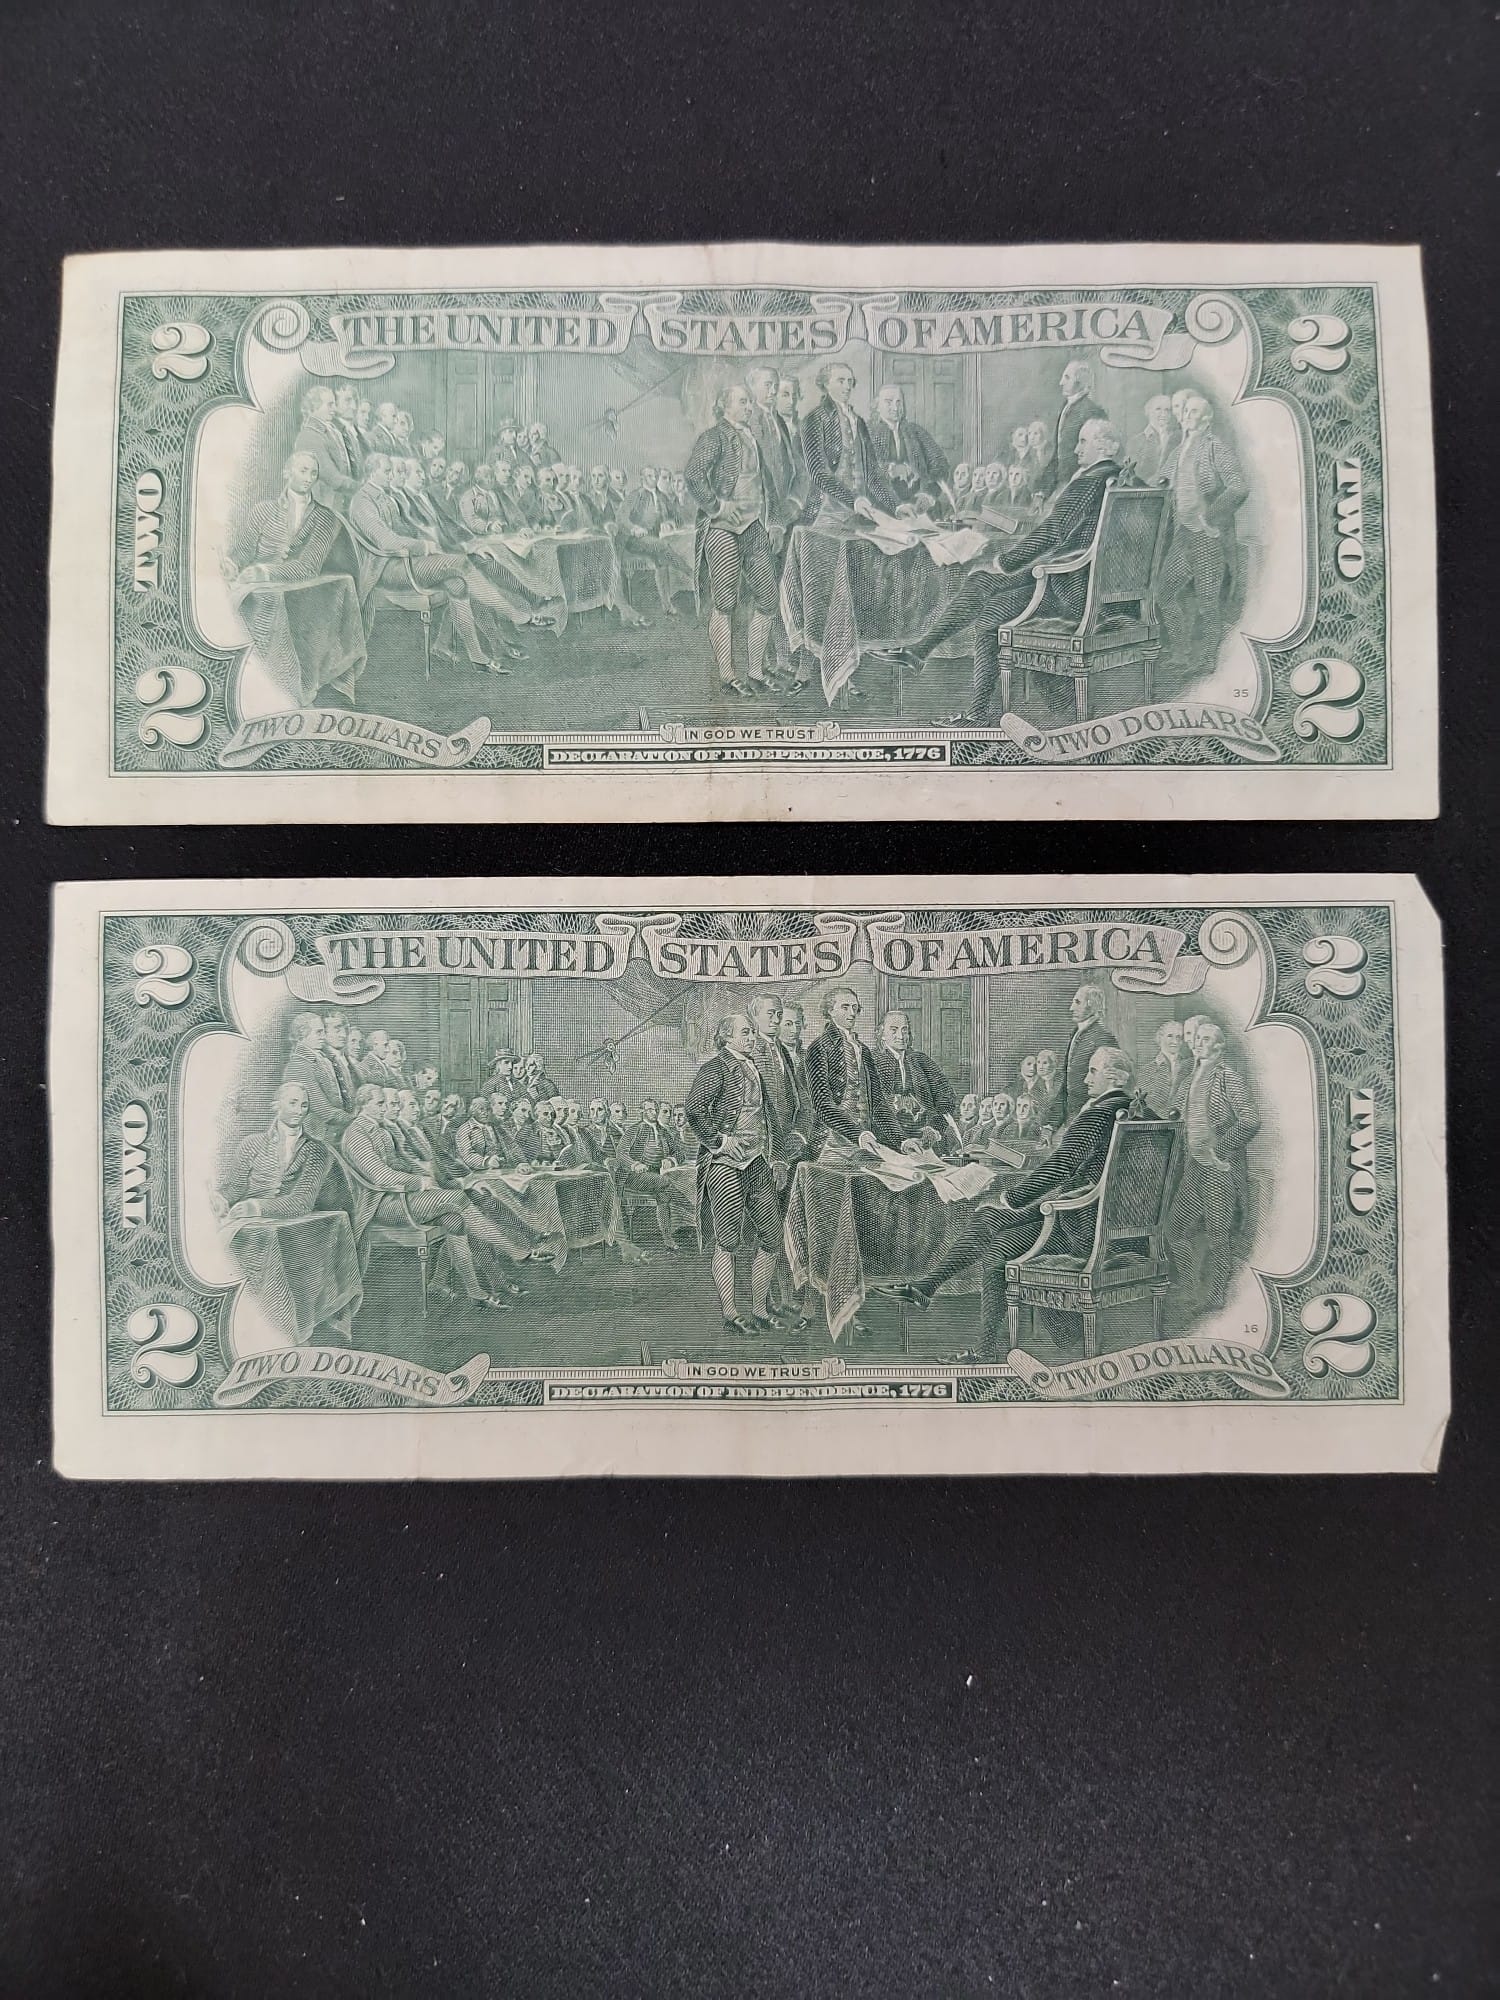 THE UNITED STATES OF AMERICA
2 2
TWO TWO
35
2 2
TWO DOLLARS IN GOD WE TRUST TWO DOLLARS
DECLARATION OF INDEPENDENCE, 1776
THE UNITED STATES OF AMERICA
2 2
TWO TWO
16
2 2
TWO DOLLARS IN GOD WE TRUST TWO DOLLARS
DECLARATION OF INDEPENDENCE, 1776